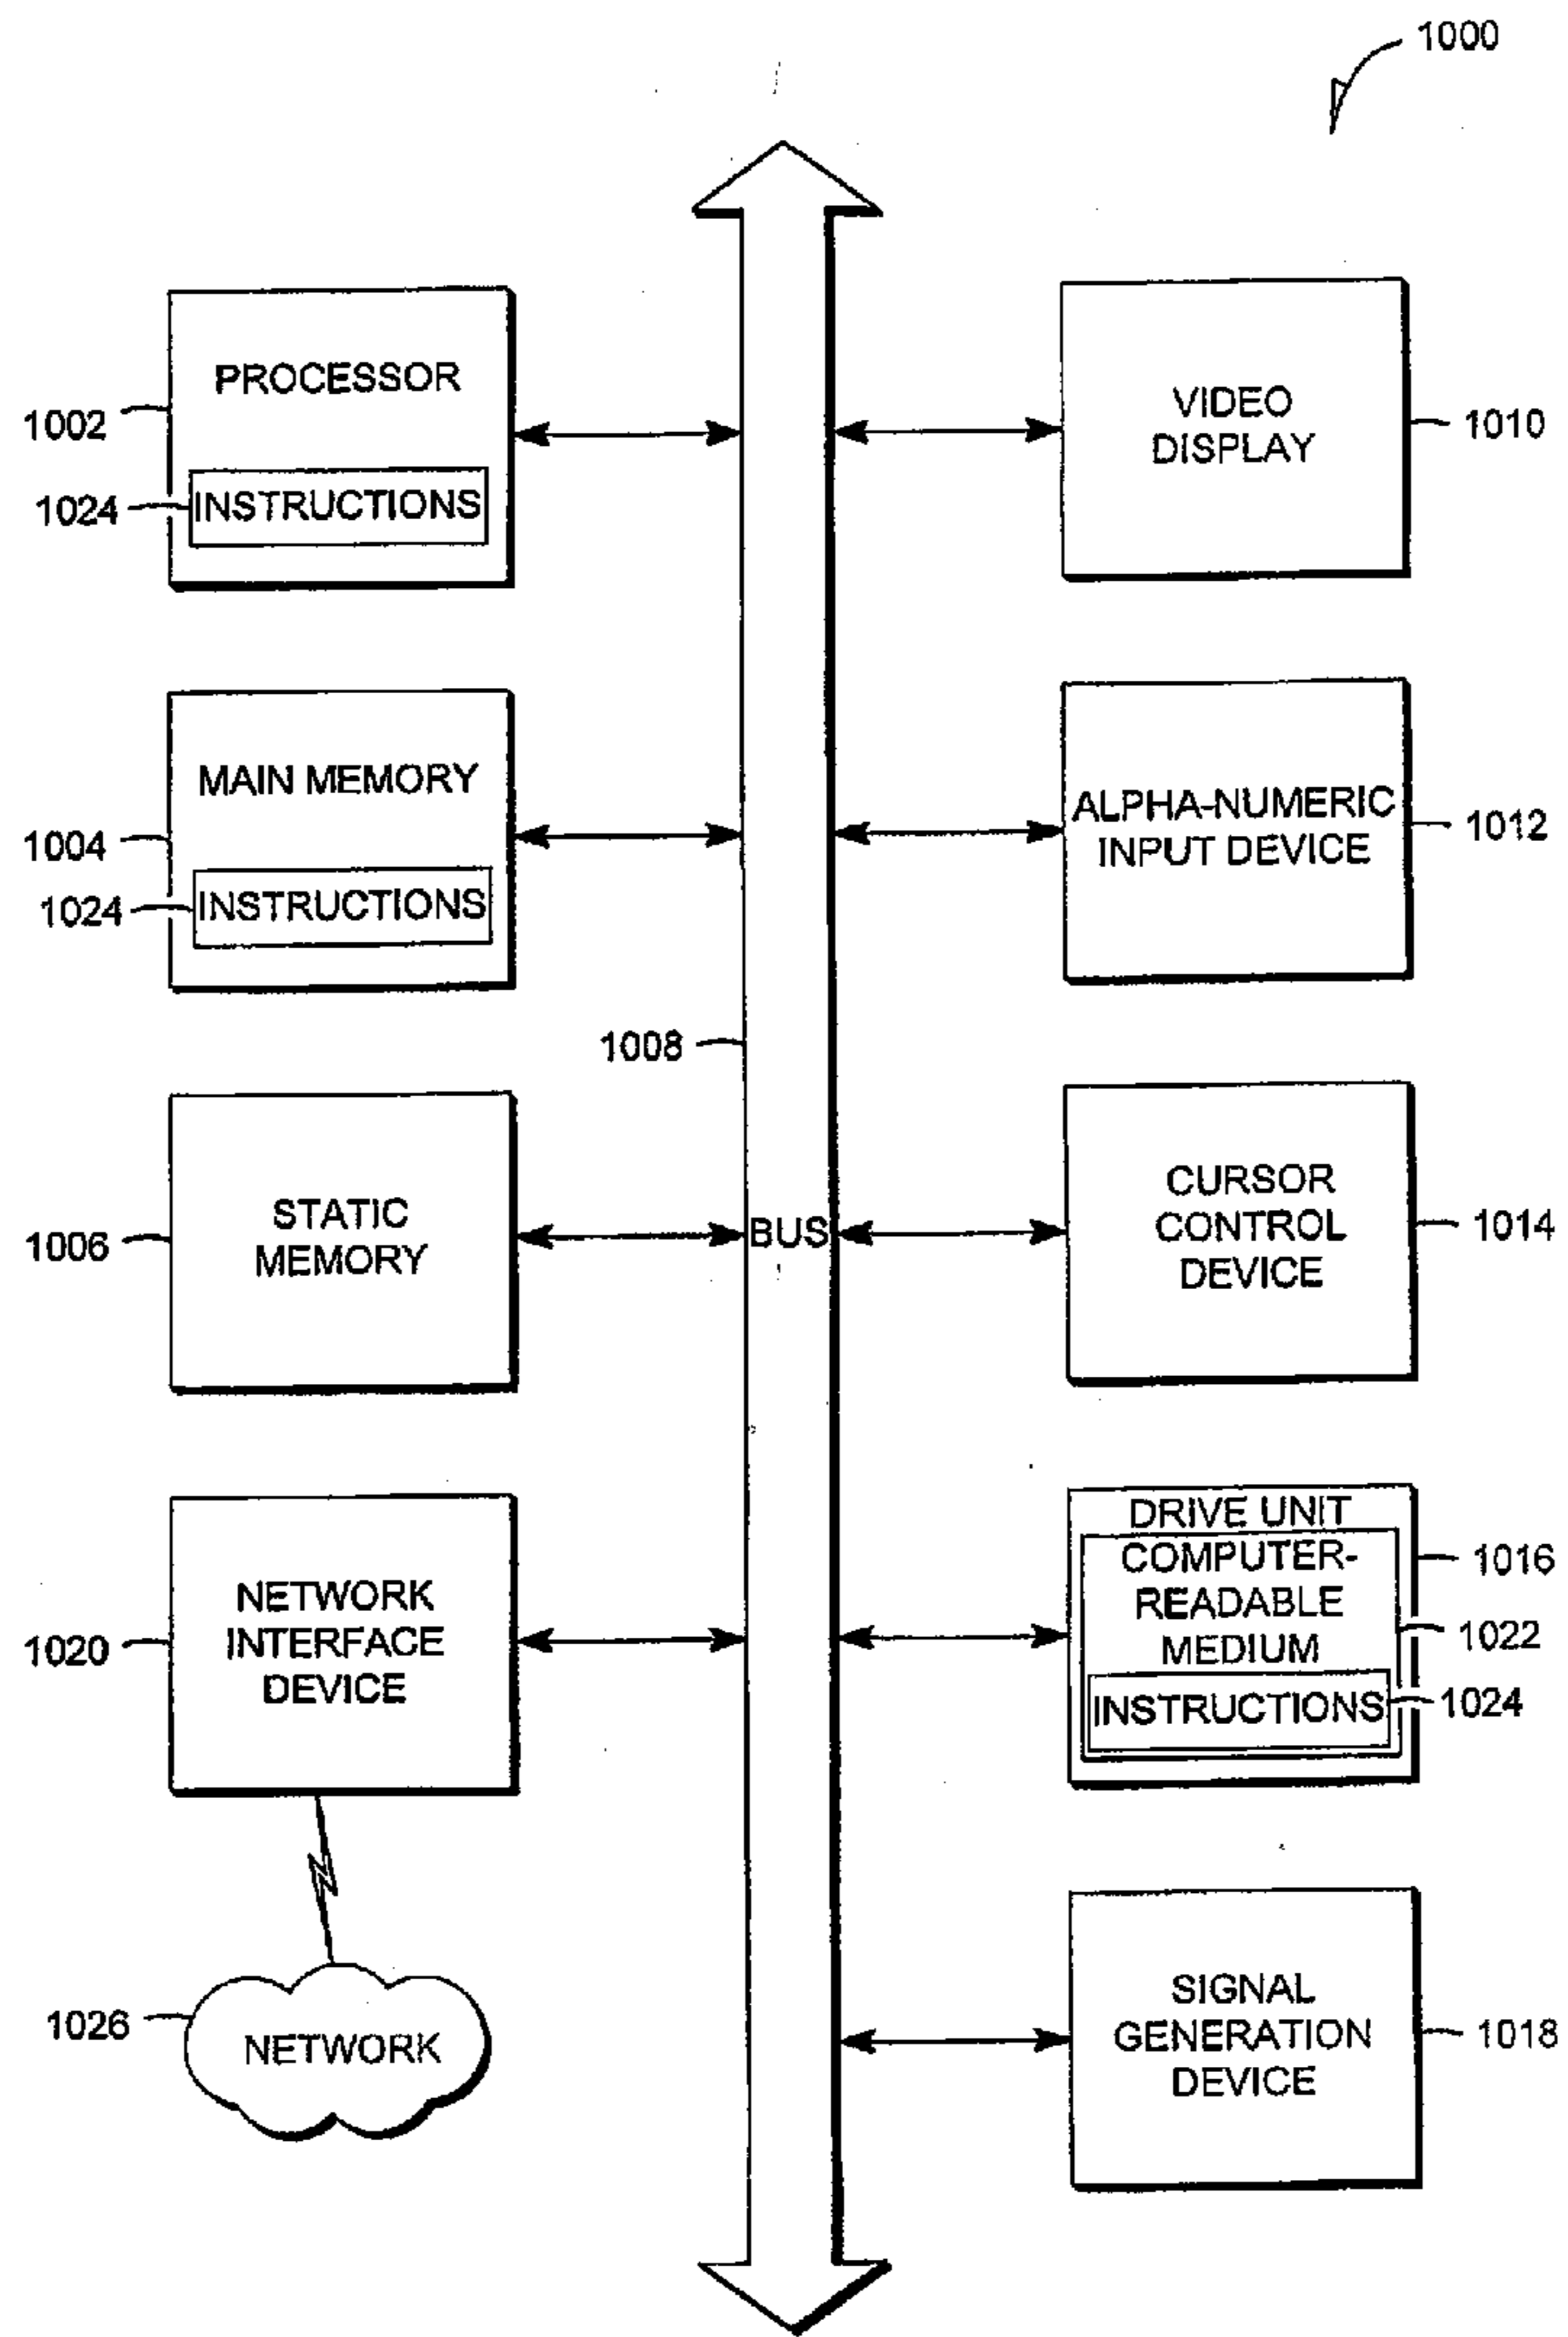 1000
PROCESSOR
1002
1024
INSTRUCTIONS
MAIN MEMORY
1004
1024
INSTRUCTIONS
1008
STATIC
MEMORY
1006
BUS
NETWORK
INTERFACE
DEVICE
1020
1026
NETWORK
VIDEO
DISPLAY
1010
ALPHA-NUMERIC
INPUT DEVICE
1012
CURSOR
CONTROL
DEVICE
1014
DRIVE UNIT
COMPUTER-
READABLE
MEDIUM
1016
1022
INSTRUCTIONS
1024
SIGNAL
GENERATION
DEVICE
1018